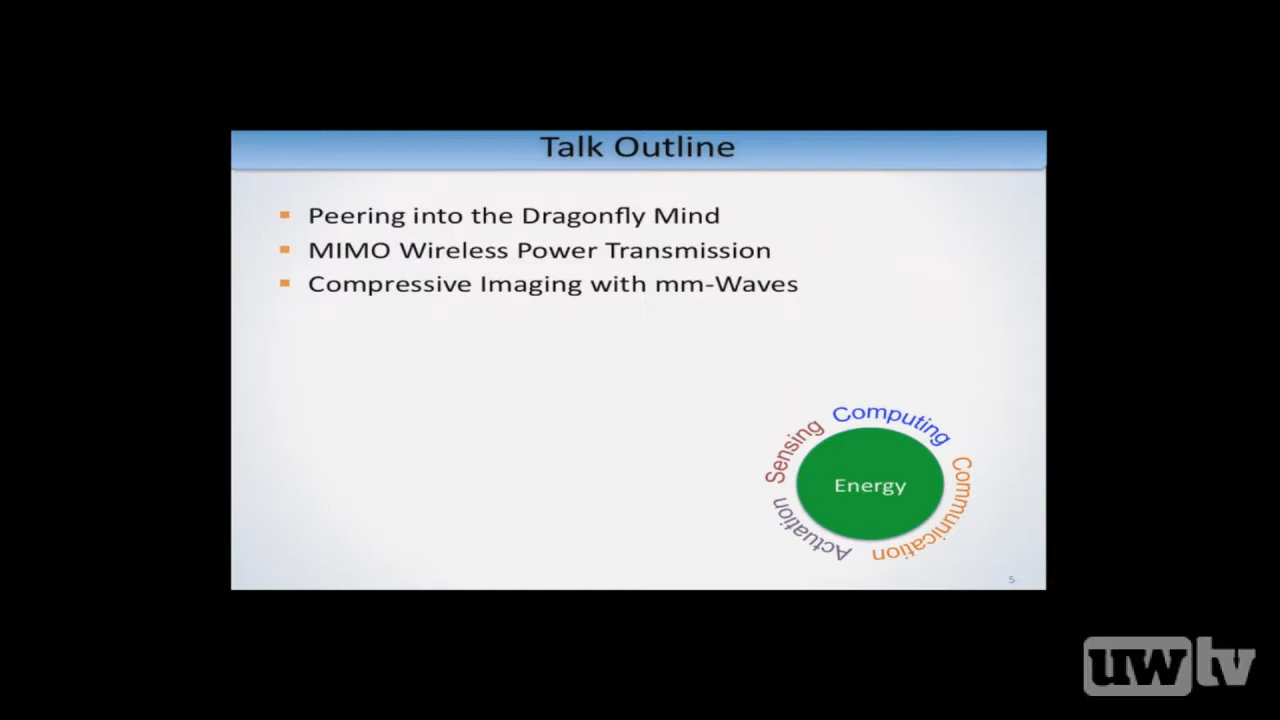 Talk Outline
Peering into the Dragonfly Mind
MIMO Wireless Power Transmission
Compressive Imaging with mm-Waves
Computing
Sensing
Communication
Energy
Actuation
5
uwtv